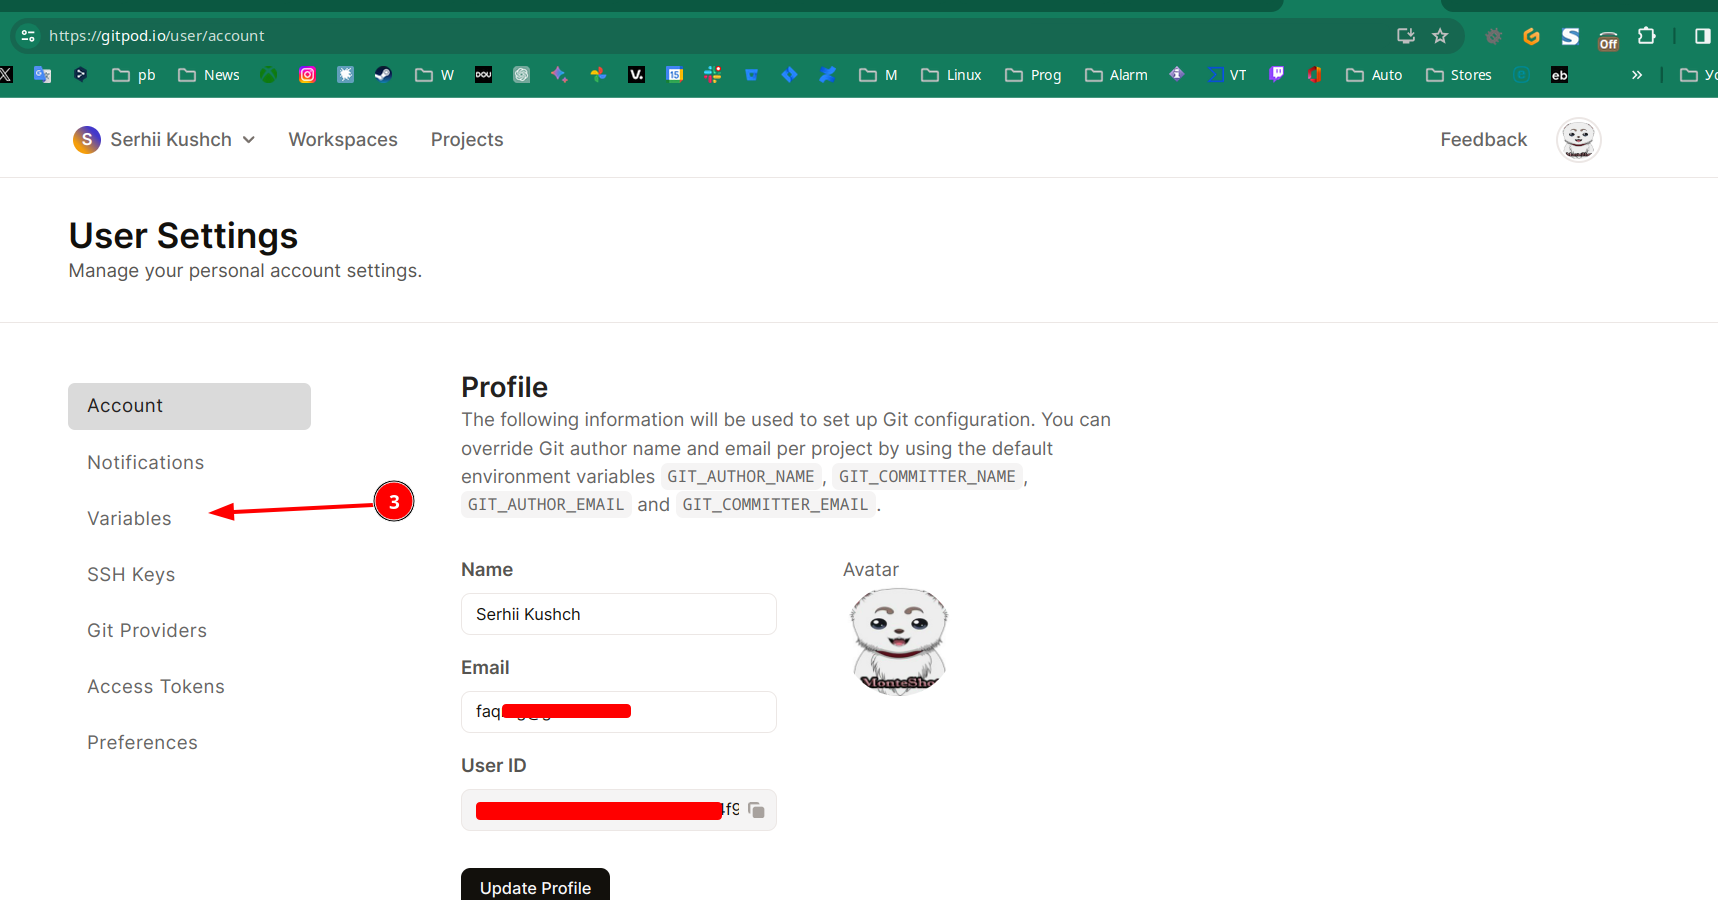 https://gitpod.io/user/account
Off
pb
News
W
DOU
V.
15
M
Linux
Prog
Alarm
VT
Auto
Stores
eb
»
S
Serhii Kushch
Workspaces
Projects
Feedback
User Settings
Manage your personal account settings.
Account
Notifications
Variables
3
SSH Keys
Git Providers
Access Tokens
Preferences
Profile
The following information will be used to set up Git configuration. You can
override Git author name and email per project by using the default
environment variables GIT_AUTHOR_NAME, GIT_COMMITTER_NAME,
GIT_AUTHOR_EMAIL and GIT_COMMITTER_EMAIL.
Name
Avatar
Serhii Kushch
Email
faq
User ID
4f9
Update Profile